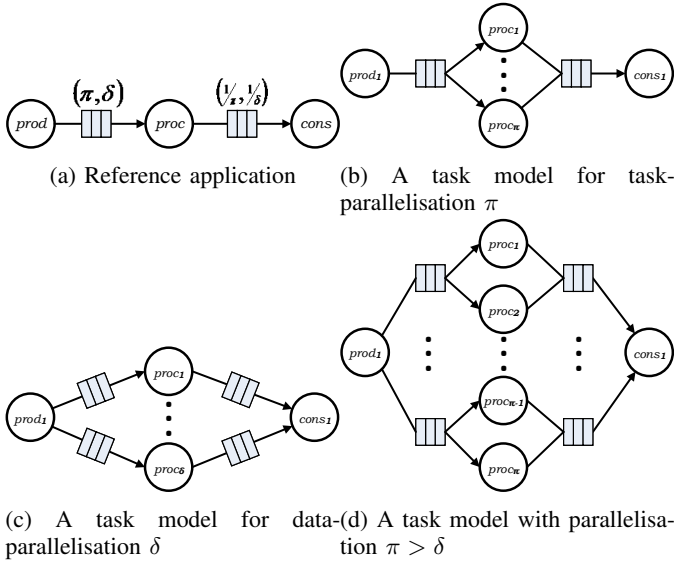 (π,δ)
(1/π,1/δ)
prod
proc
cons
(a) Reference application
proc1
prod1
cons1
procπ
(b) A task model for task-
parallelisation π
proc1
prod1
cons1
procδ
(c) A task model for data-
parallelisation δ
proc1
proc2
prod1
cons1
procπ-1
procπ
(d) A task model with parallelisa-
tion π > δ